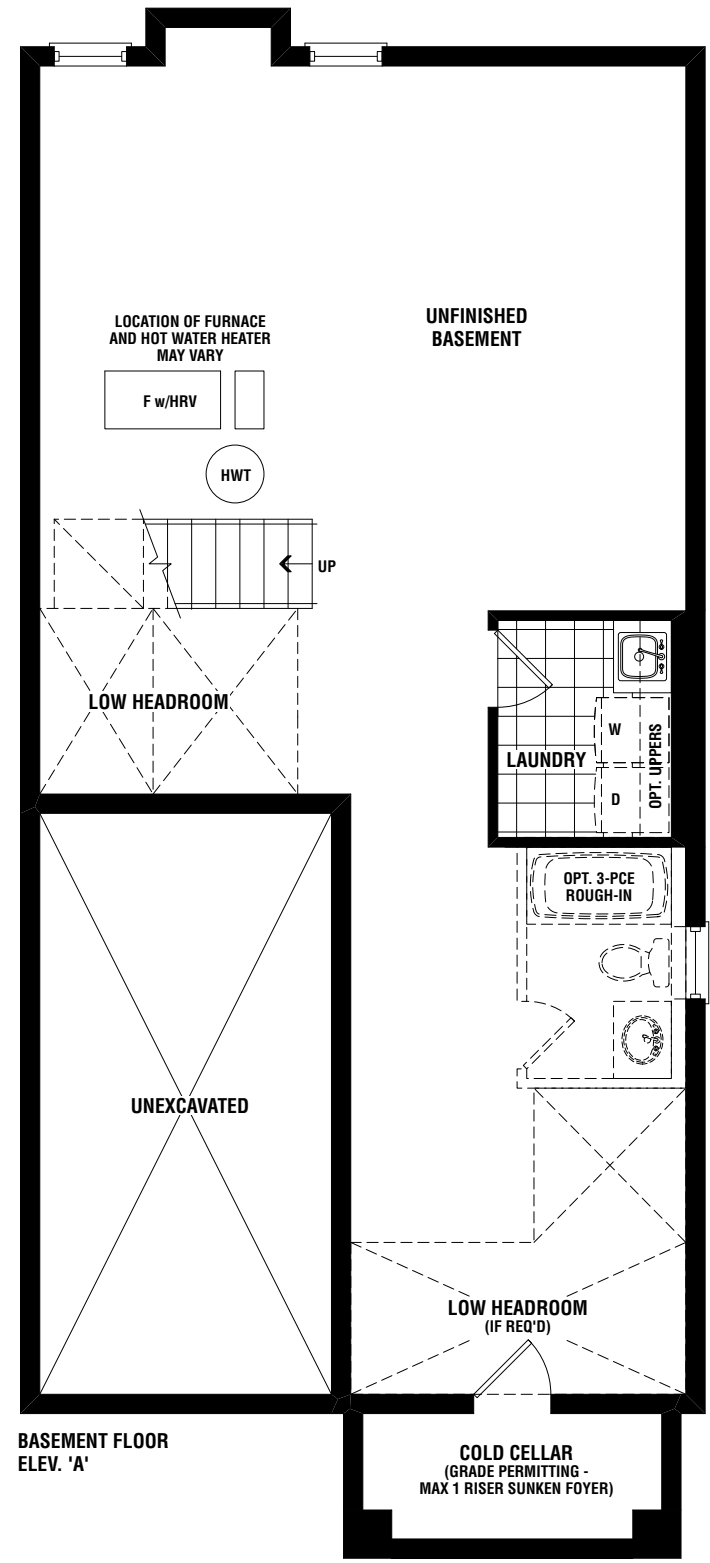 LOCATION OF FURNACE
AND HOT WATER HEATER
MAY VARY
UNFINISHED
BASEMENT
F w/HRV
HWT
UP
LOW HEADROOM
LAUNDRY
W
D
OPT. UPPERS
OPT. 3-PCE
ROUGH-IN
UNEXCAVATED
LOW HEADROOM
(IF REQ'D)
BASEMENT FLOOR
ELEV. 'A'
COLD CELLAR
(GRADE PERMITTING -
MAX 1 RISER SUNKEN FOYER)